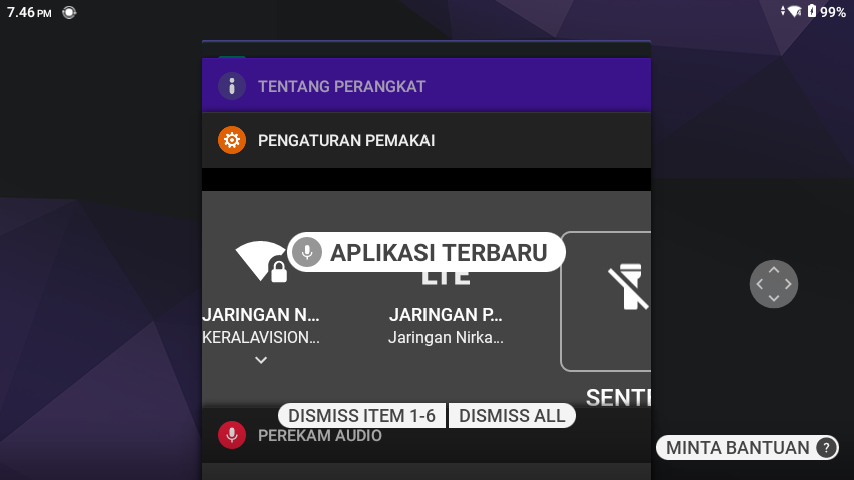 7.46 PM
99%
TENTANG PERANGKAT
PENGATURAN PEMAKAI
APLIKASI TERBARU
LTE
JARINGAN N...
JARINGAN P...
KERALAVISION...
Jaringan Nirka...
SENTE
DISMISS ITEM 1-6
DISMISS ALL
PEREKAM AUDIO
MINTA BANTUAN ?